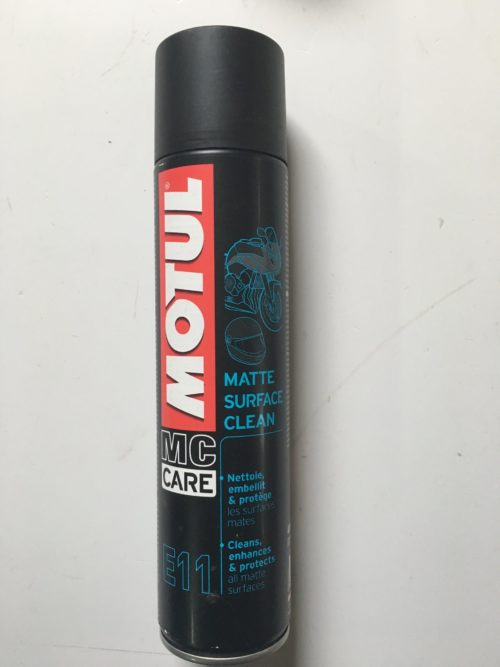 MOTUL®
MATTE
SURFACE
CLEAN
MC
CARE
• Nettoie,
embellit
& protège
les surfaces
mates
• Cleans,
enhances
& protects
all matte
surfaces
E11